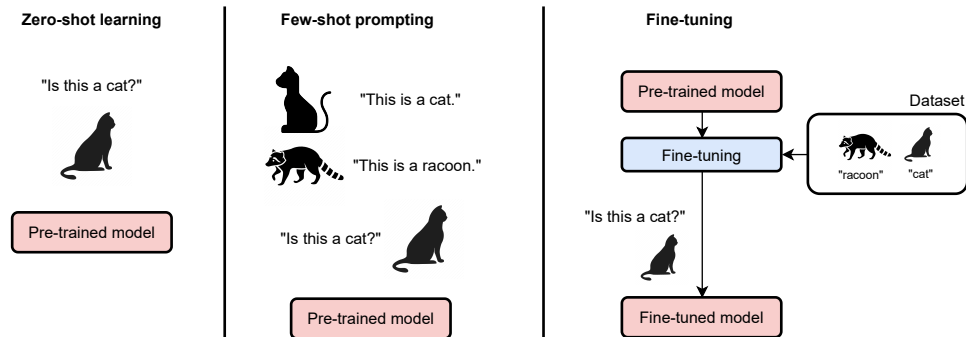 Zero-shot learning
"Is this a cat?"
Pre-trained model
Few-shot prompting
"This is a cat."
"This is a racoon."
"Is this a cat?"
Pre-trained model
Fine-tuning
Pre-trained model
Dataset
Fine-tuning
"racoon" "cat"
"Is this a cat?"
Fine-tuned model